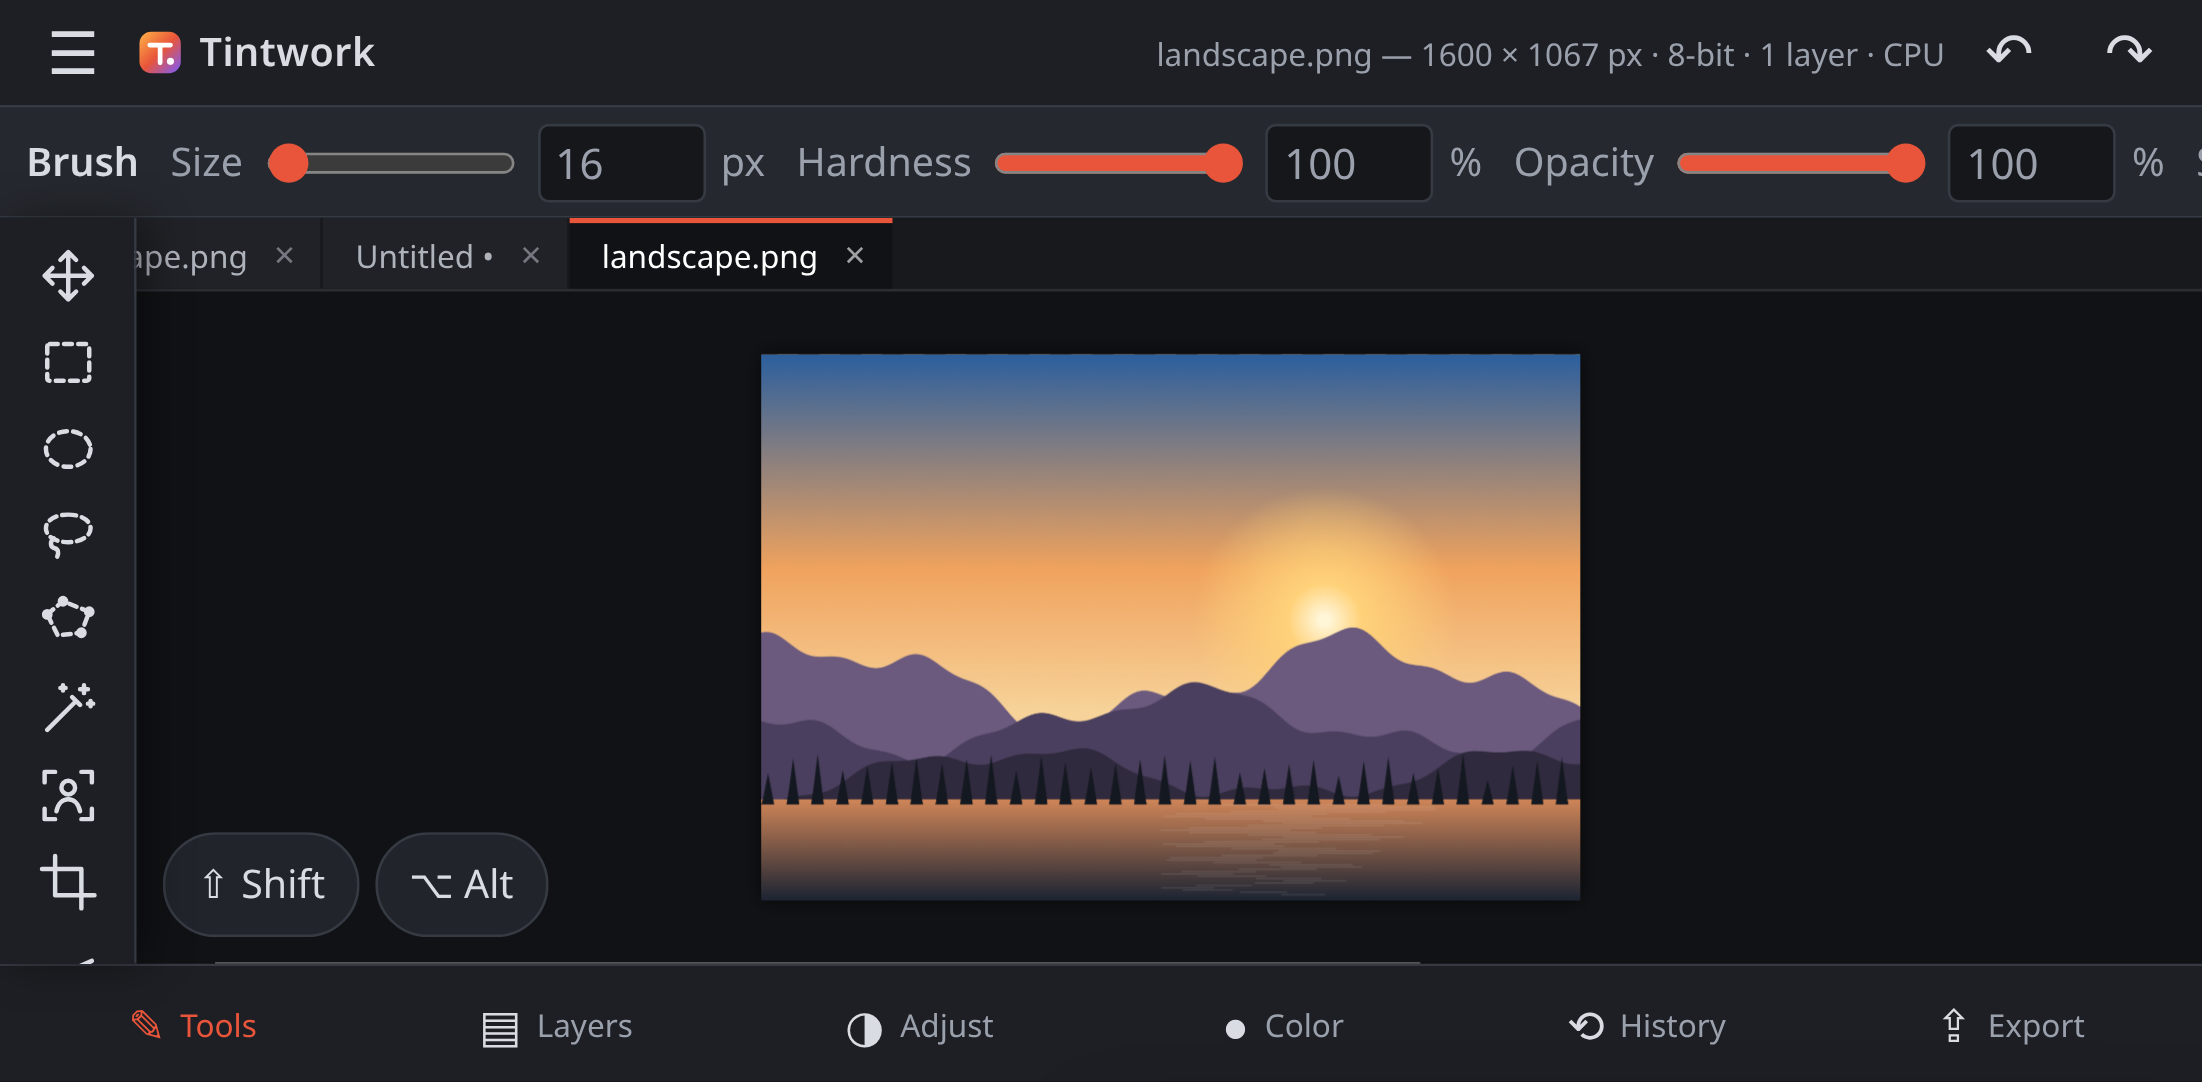 Tintwork
landscape.png — 1600 × 1067 px · 8-bit · 1 layer · CPU
Brush Size 16 px Hardness 100 % Opacity 100 %
ape.png × Untitled • × landscape.png ×
⇧ Shift ⌥ Alt
Tools Layers Adjust Color History Export